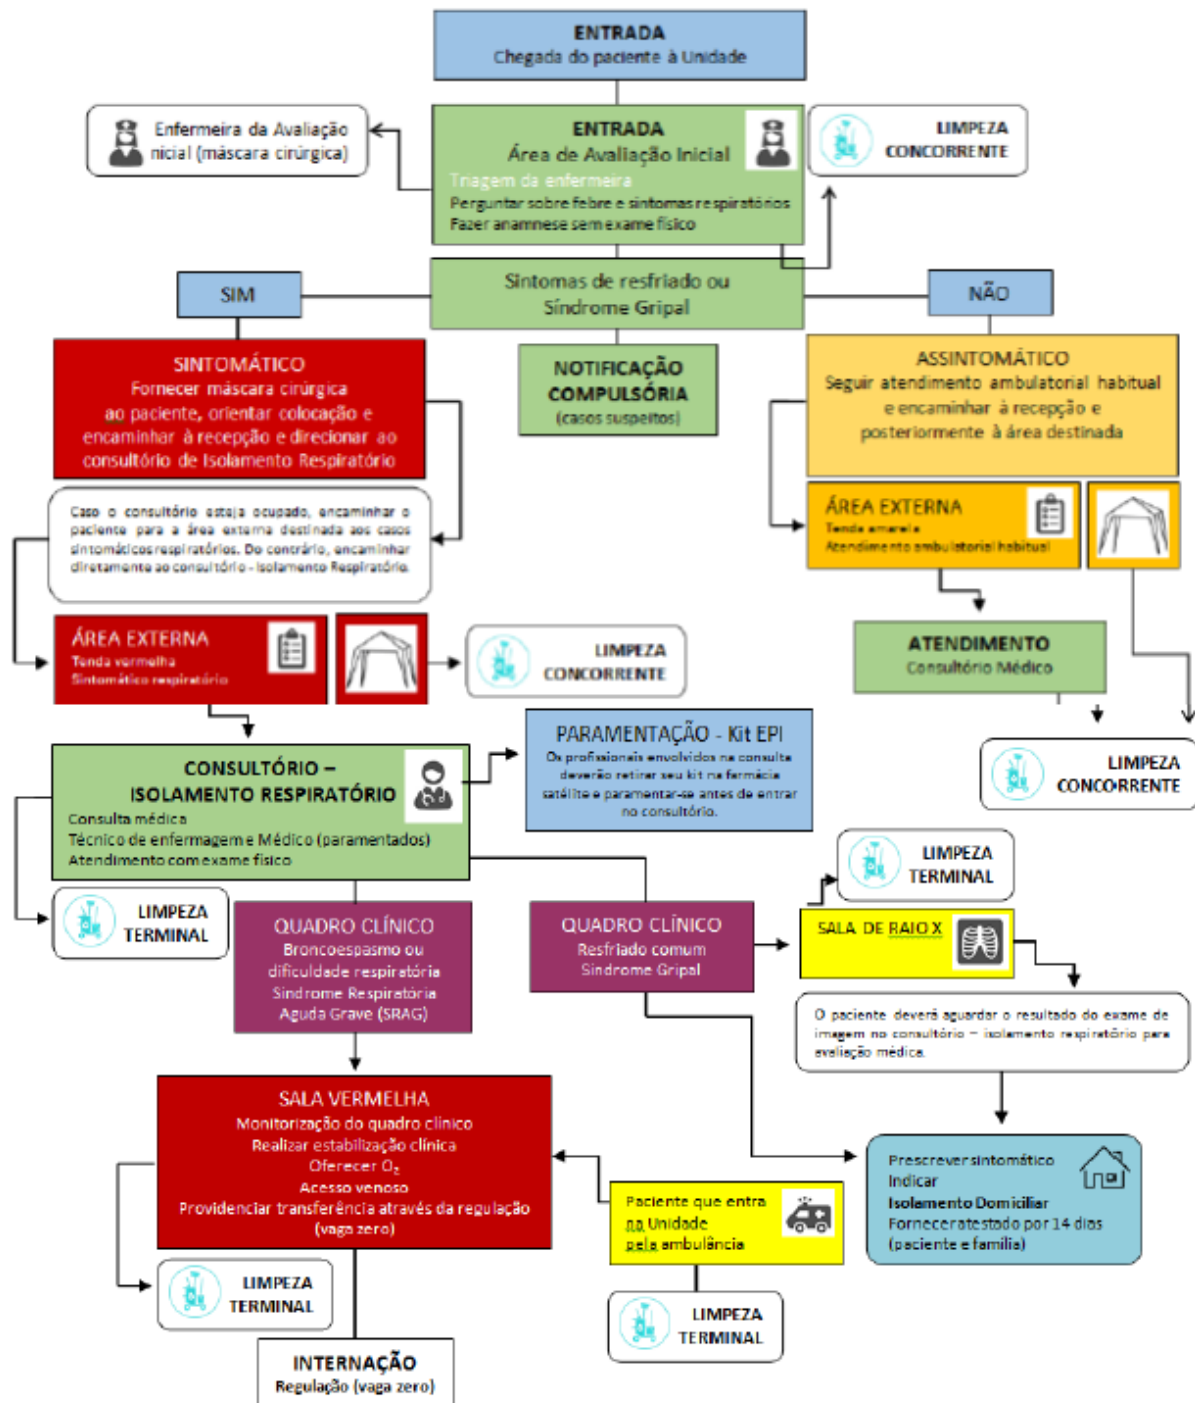 ENTRADA
Chegada do paciente à Unidade
Enfermeira da Avaliação
nicial (máscara cirúrgica)
ENTRADA
Área de Avaliação Inicial
Triagem da enfermeira
Perguntar sobre febre e sintomas respiratórios
Fazer anamnese sem exame físico
LIMPEZA
CONCORRENTE
SIM
Sintomas de resfriado ou
Síndrome Gripal
NÃO
SINTOMÁTICO
Fornecer máscara cirúrgica
ao paciente, orientar colocação e
encaminhar à recepção e direcionar ao
consultório de Isolamento Respiratório
NOTIFICAÇÃO
COMPULSÓRIA
(casos suspeitos)
ASSINTOMÁTICO
Seguir atendimento ambulatorial habitual
e encaminhar à recepção e
posteriormente à área destinada
Caso o consultório esteja ocupado, encaminhar o
paciente para a área externa destinada aos casos
sintomáticos respiratórios. Do contrário, encaminhar
diretamente ao consultório - Isolamento Respiratório.
ÁREA EXTERNA
Tenda amarela
Atendimento ambulatorial habitual
ÁREA EXTERNA
Tenda vermelha
Sintomático respiratório
LIMPEZA
CONCORRENTE
ATENDIMENTO
Consultório Médico
LIMPEZA
CONCORRENTE
CONSULTÓRIO –
ISOLAMENTO RESPIRATÓRIO
Consulta médica
Técnico de enfermagem e Médico (paramentados)
Atendimento com exame físico
PARAMENTAÇÃO - Kit EPI
Os profissionais envolvidos na consulta
deverão retirar seu kit na farmácia
satélite e paramentar-se antes de entrar
no consultório.
LIMPEZA
TERMINAL
LIMPEZA
TERMINAL
QUADRO CLÍNICO
Broncoespasmo ou
dificuldade respiratória
Síndrome Respiratória
Aguda Grave (SRAG)
QUADRO CLÍNICO
Resfriado comum
Síndrome Gripal
SALA DE RAIO X
O paciente deverá aguardar o resultado do exame de
imagem no consultório – isolamento respiratório para
avaliação médica.
SALA VERMELHA
Monitorização do quadro clínico
Realizar estabilização clínica
Oferecer O₂
Acesso venoso
Providenciar transferência através da regulação
(vaga zero)
Paciente que entra
na Unidade
pela ambulância
Prescrever sintomático
Indicar
Isolamento Domiciliar
Fornecer atestado por 14 dias
(paciente e família)
LIMPEZA
TERMINAL
LIMPEZA
TERMINAL
INTERNAÇÃO
Regulação (vaga zero)